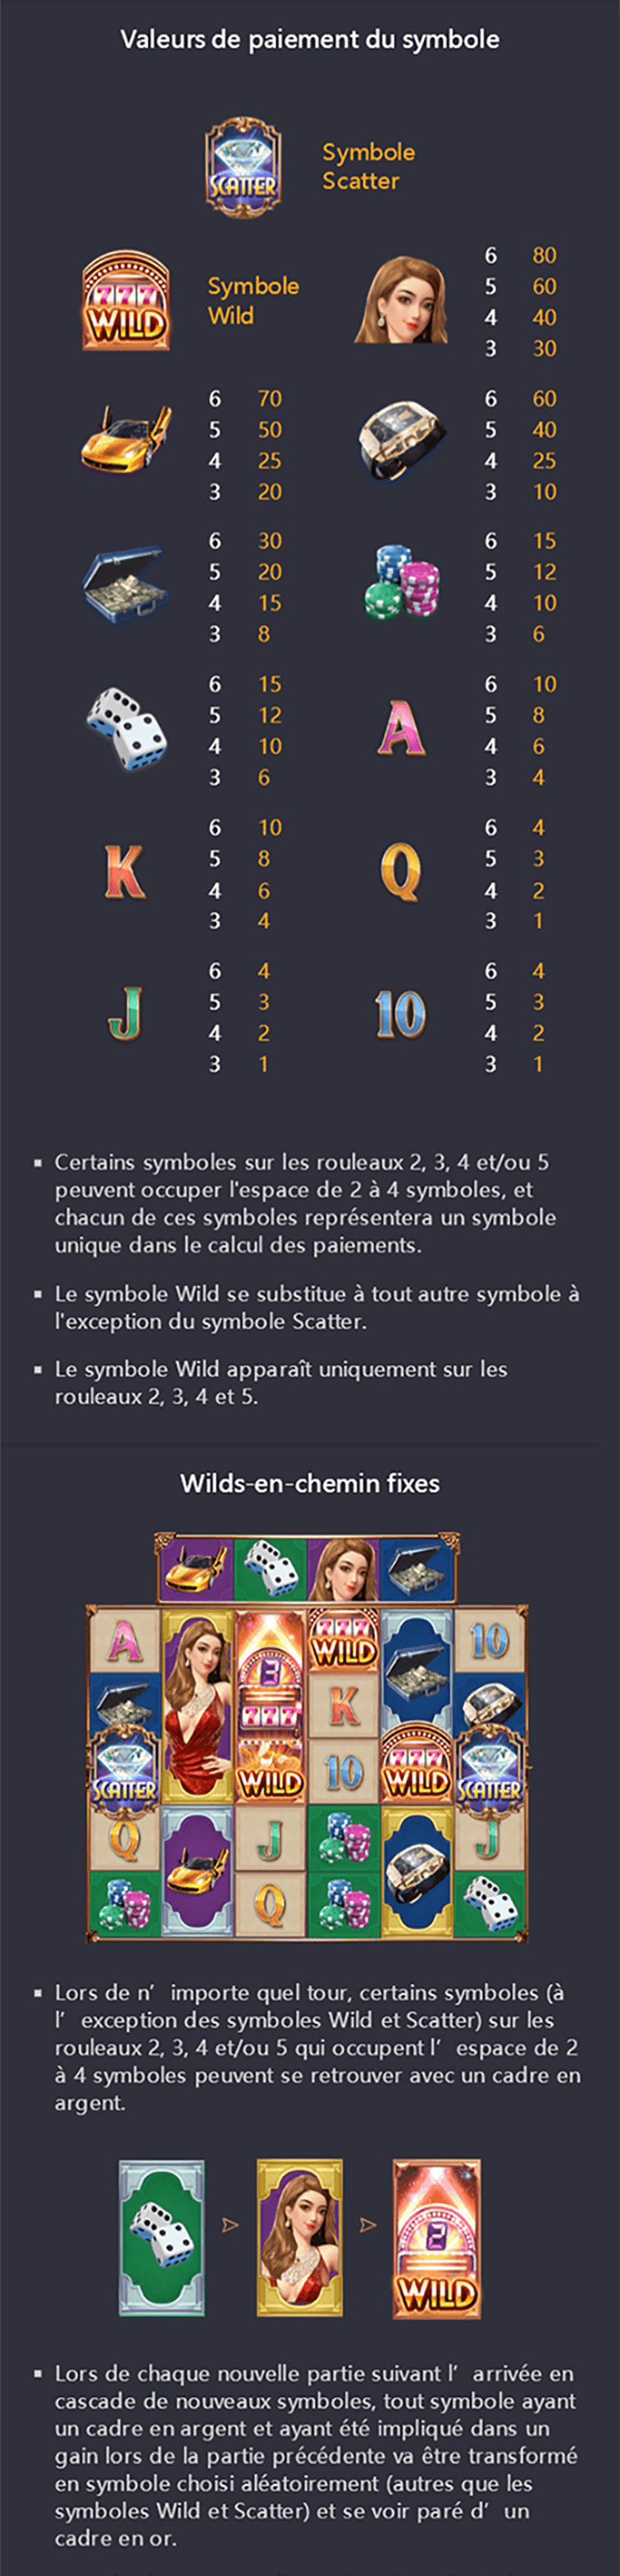 Valeurs de paiement du symbole
SCATTER
Symbole
Scatter
777
WILD
Symbole
Wild
6 80
5 60
4 40
3 30
6 70
5 50
4 25
3 20
6 60
5 40
4 25
3 10
6 30
5 20
4 15
3 8
6 15
5 12
4 10
3 6
6 15
5 12
4 10
3 6
A
6 10
5 8
4 6
3 4
K
6 10
5 8
4 6
3 4
Q
6 4
5 3
4 2
3 1
J
6 4
5 3
4 2
3 1
10
6 4
5 3
4 2
3 1
▪ Certains symboles sur les rouleaux 2, 3, 4 et/ou 5
peuvent occuper l'espace de 2 à 4 symboles, et
chacun de ces symboles représentera un symbole
unique dans le calcul des paiements.
▪ Le symbole Wild se substitue à tout autre symbole à
l'exception du symbole Scatter.
▪ Le symbole Wild apparaît uniquement sur les
rouleaux 2, 3, 4 et 5.
Wilds-en-chemin fixes
777
A WILD 10
3
777 K
SCATTER WILD 10 777 WILD SCATTER
Q J J
Q
▪ Lors de n’ importe quel tour, certains symboles (à
l’ exception des symboles Wild et Scatter) sur les
rouleaux 2, 3, 4 et/ou 5 qui occupent l’ espace de 2
à 4 symboles peuvent se retrouver avec un cadre en
argent.
2
WILD
▪ Lors de chaque nouvelle partie suivant l’ arrivée en
cascade de nouveaux symboles, tout symbole ayant
un cadre en argent et ayant été impliqué dans un
gain lors de la partie précédente va être transformé
en symbole choisi aléatoirement (autres que les
symboles Wild et Scatter) et se voir paré d’ un
cadre en or.